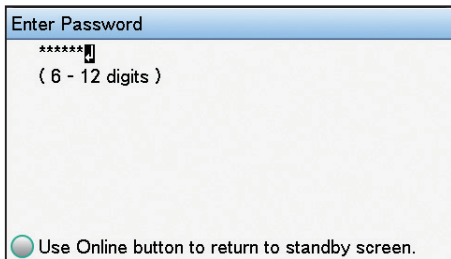 Enter Password
******↲
( 6 - 12 digits )
Use Online button to return to standby screen.